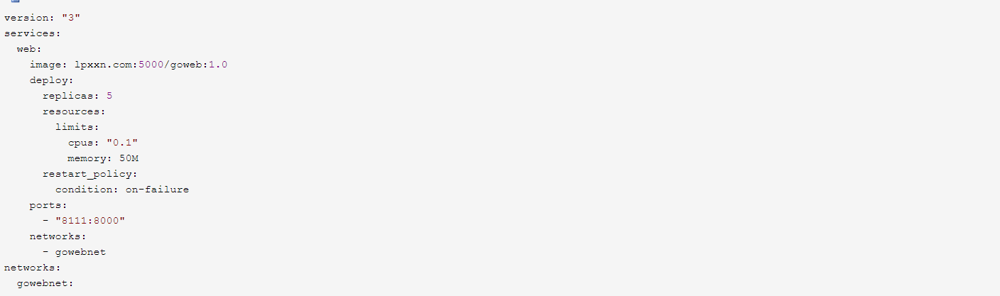 version: "3"
services:
  web:
    image: lpxxn.com:5000/goweb:1.0
    deploy:
      replicas: 5
      resources:
        limits:
          cpus: "0.1"
          memory: 50M
      restart_policy:
        condition: on-failure
    ports:
      - "8111:8000"
    networks:
      - gowebnet
networks:
  gowebnet: